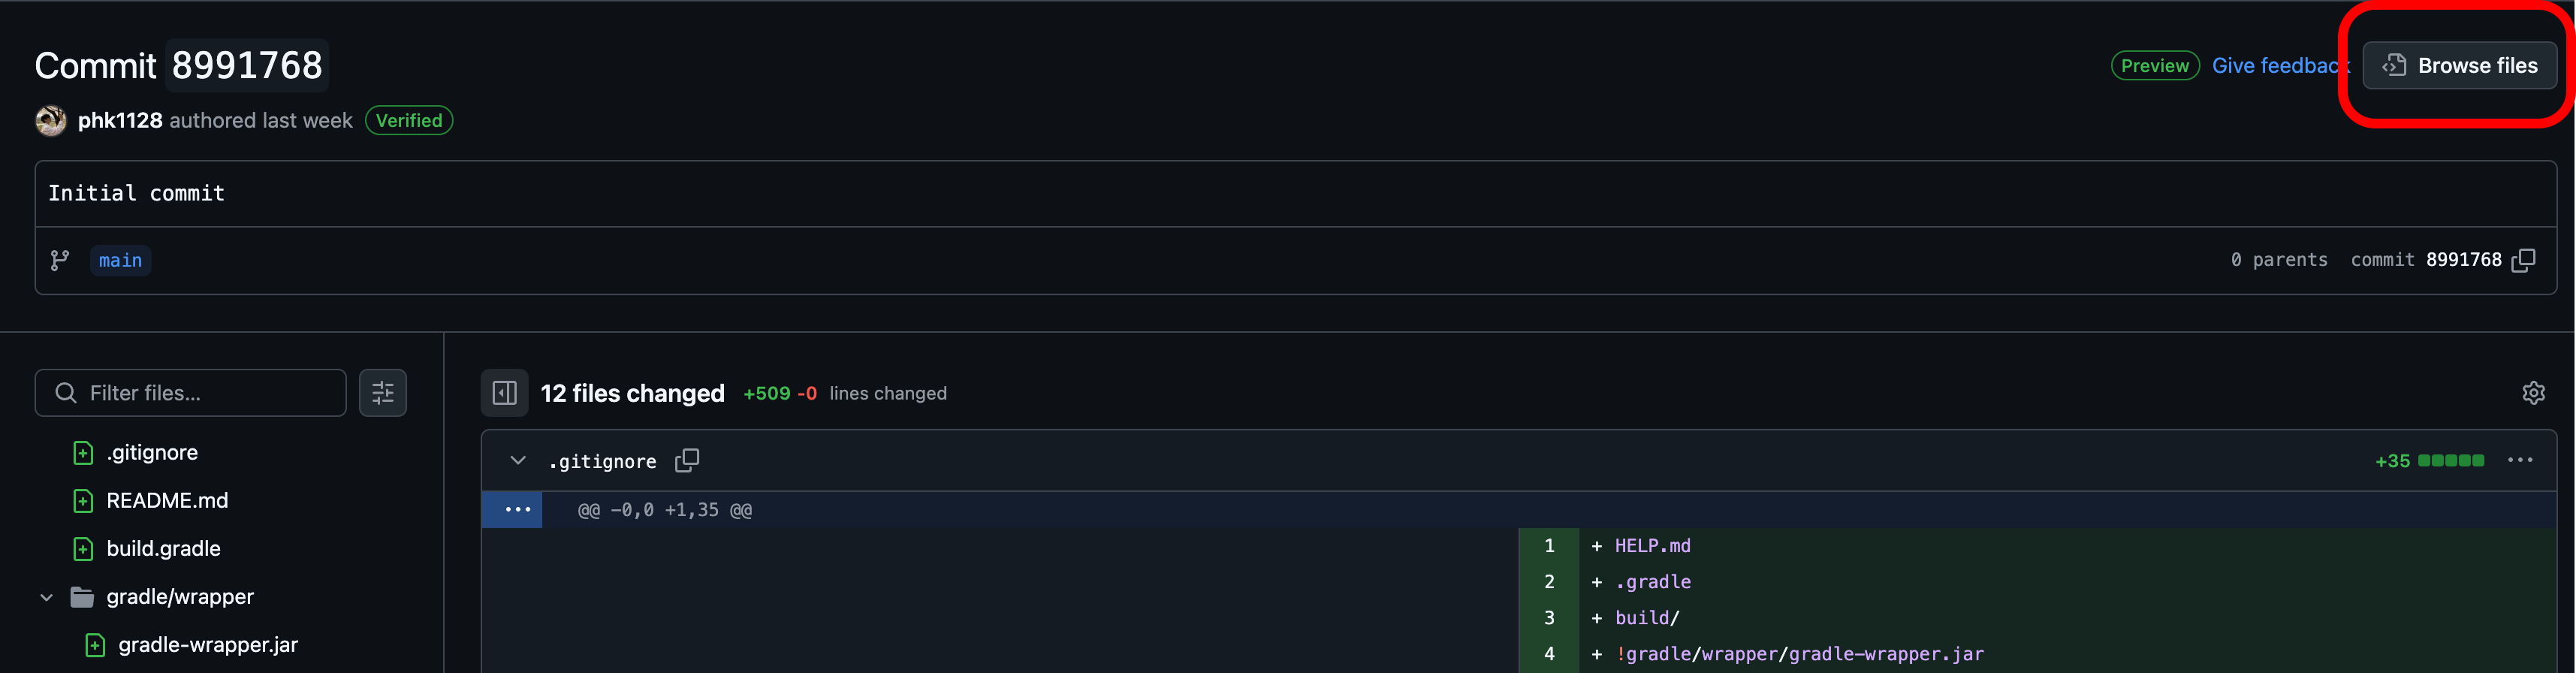 Commit 8991768
Preview Give feedback Browse files
phk1128 authored last week Verified
Initial commit
main
0 parents commit 8991768
Filter files...
12 files changed +509 -0 lines changed
.gitignore
README.md
build.gradle
gradle/wrapper
gradle-wrapper.jar
.gitignore +35
@@ -0,0 +1,35 @@
1 + HELP.md
2 + .gradle
3 + build/
4 + !gradle/wrapper/gradle-wrapper.jar